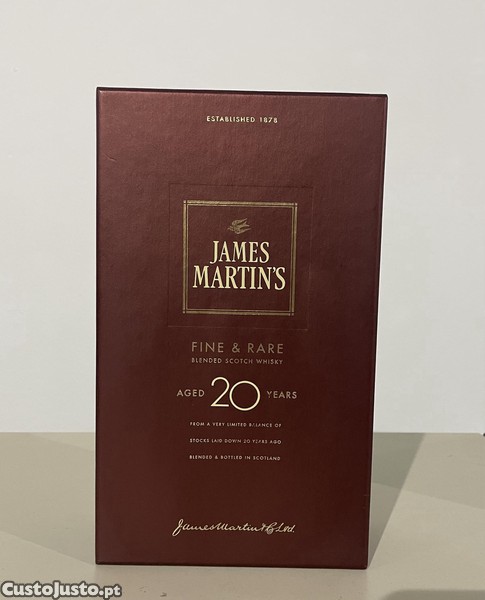 ESTABLISHED 1878
JAMES
MARTIN'S
FINE & RARE
BLENDED SCOTCH WHISKY
AGED 20 YEARS
FROM A VERY LIMITED BALANCE OF
STOCKS LAID DOWN 20 YEARS AGO
BLENDED & BOTTLED IN SCOTLAND
James Martin & Co Ltd.
CustoJusto.pt